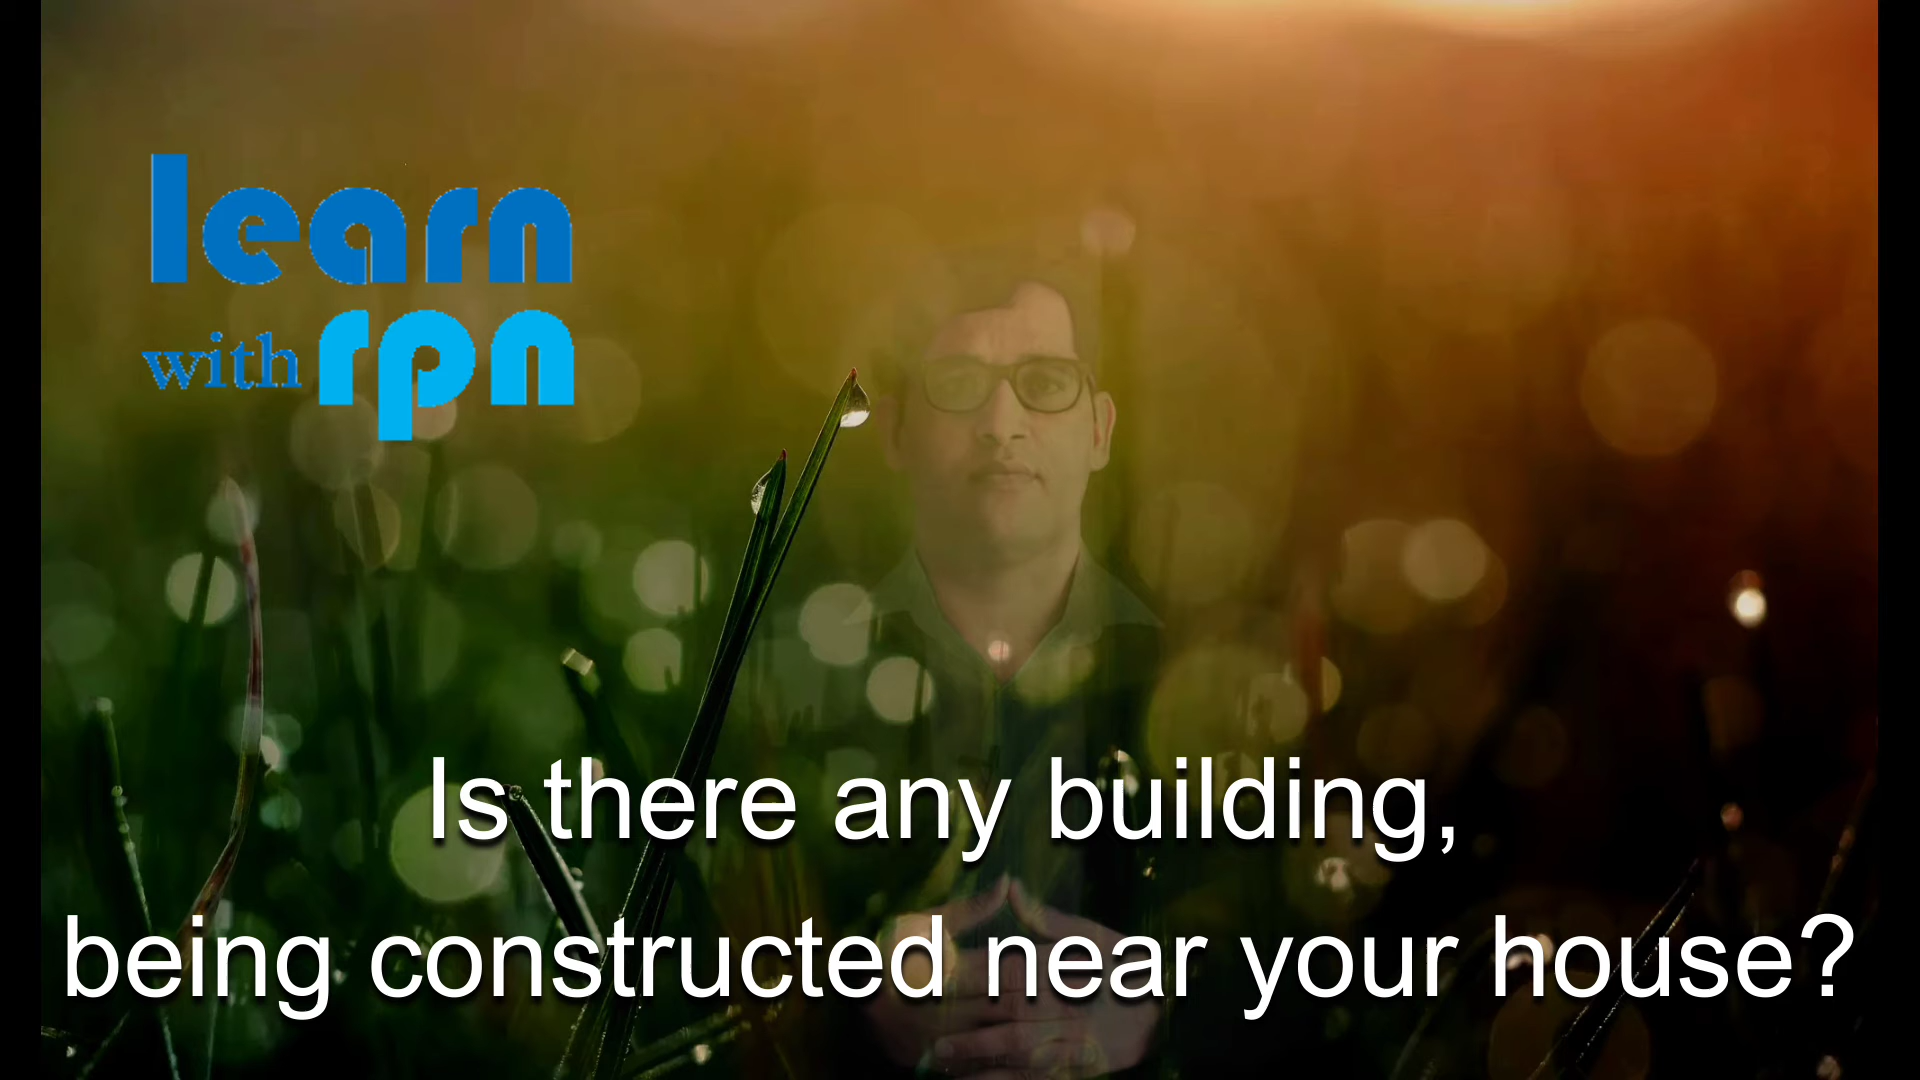 learn
with rpn
Is there any building,
being constructed near your house?